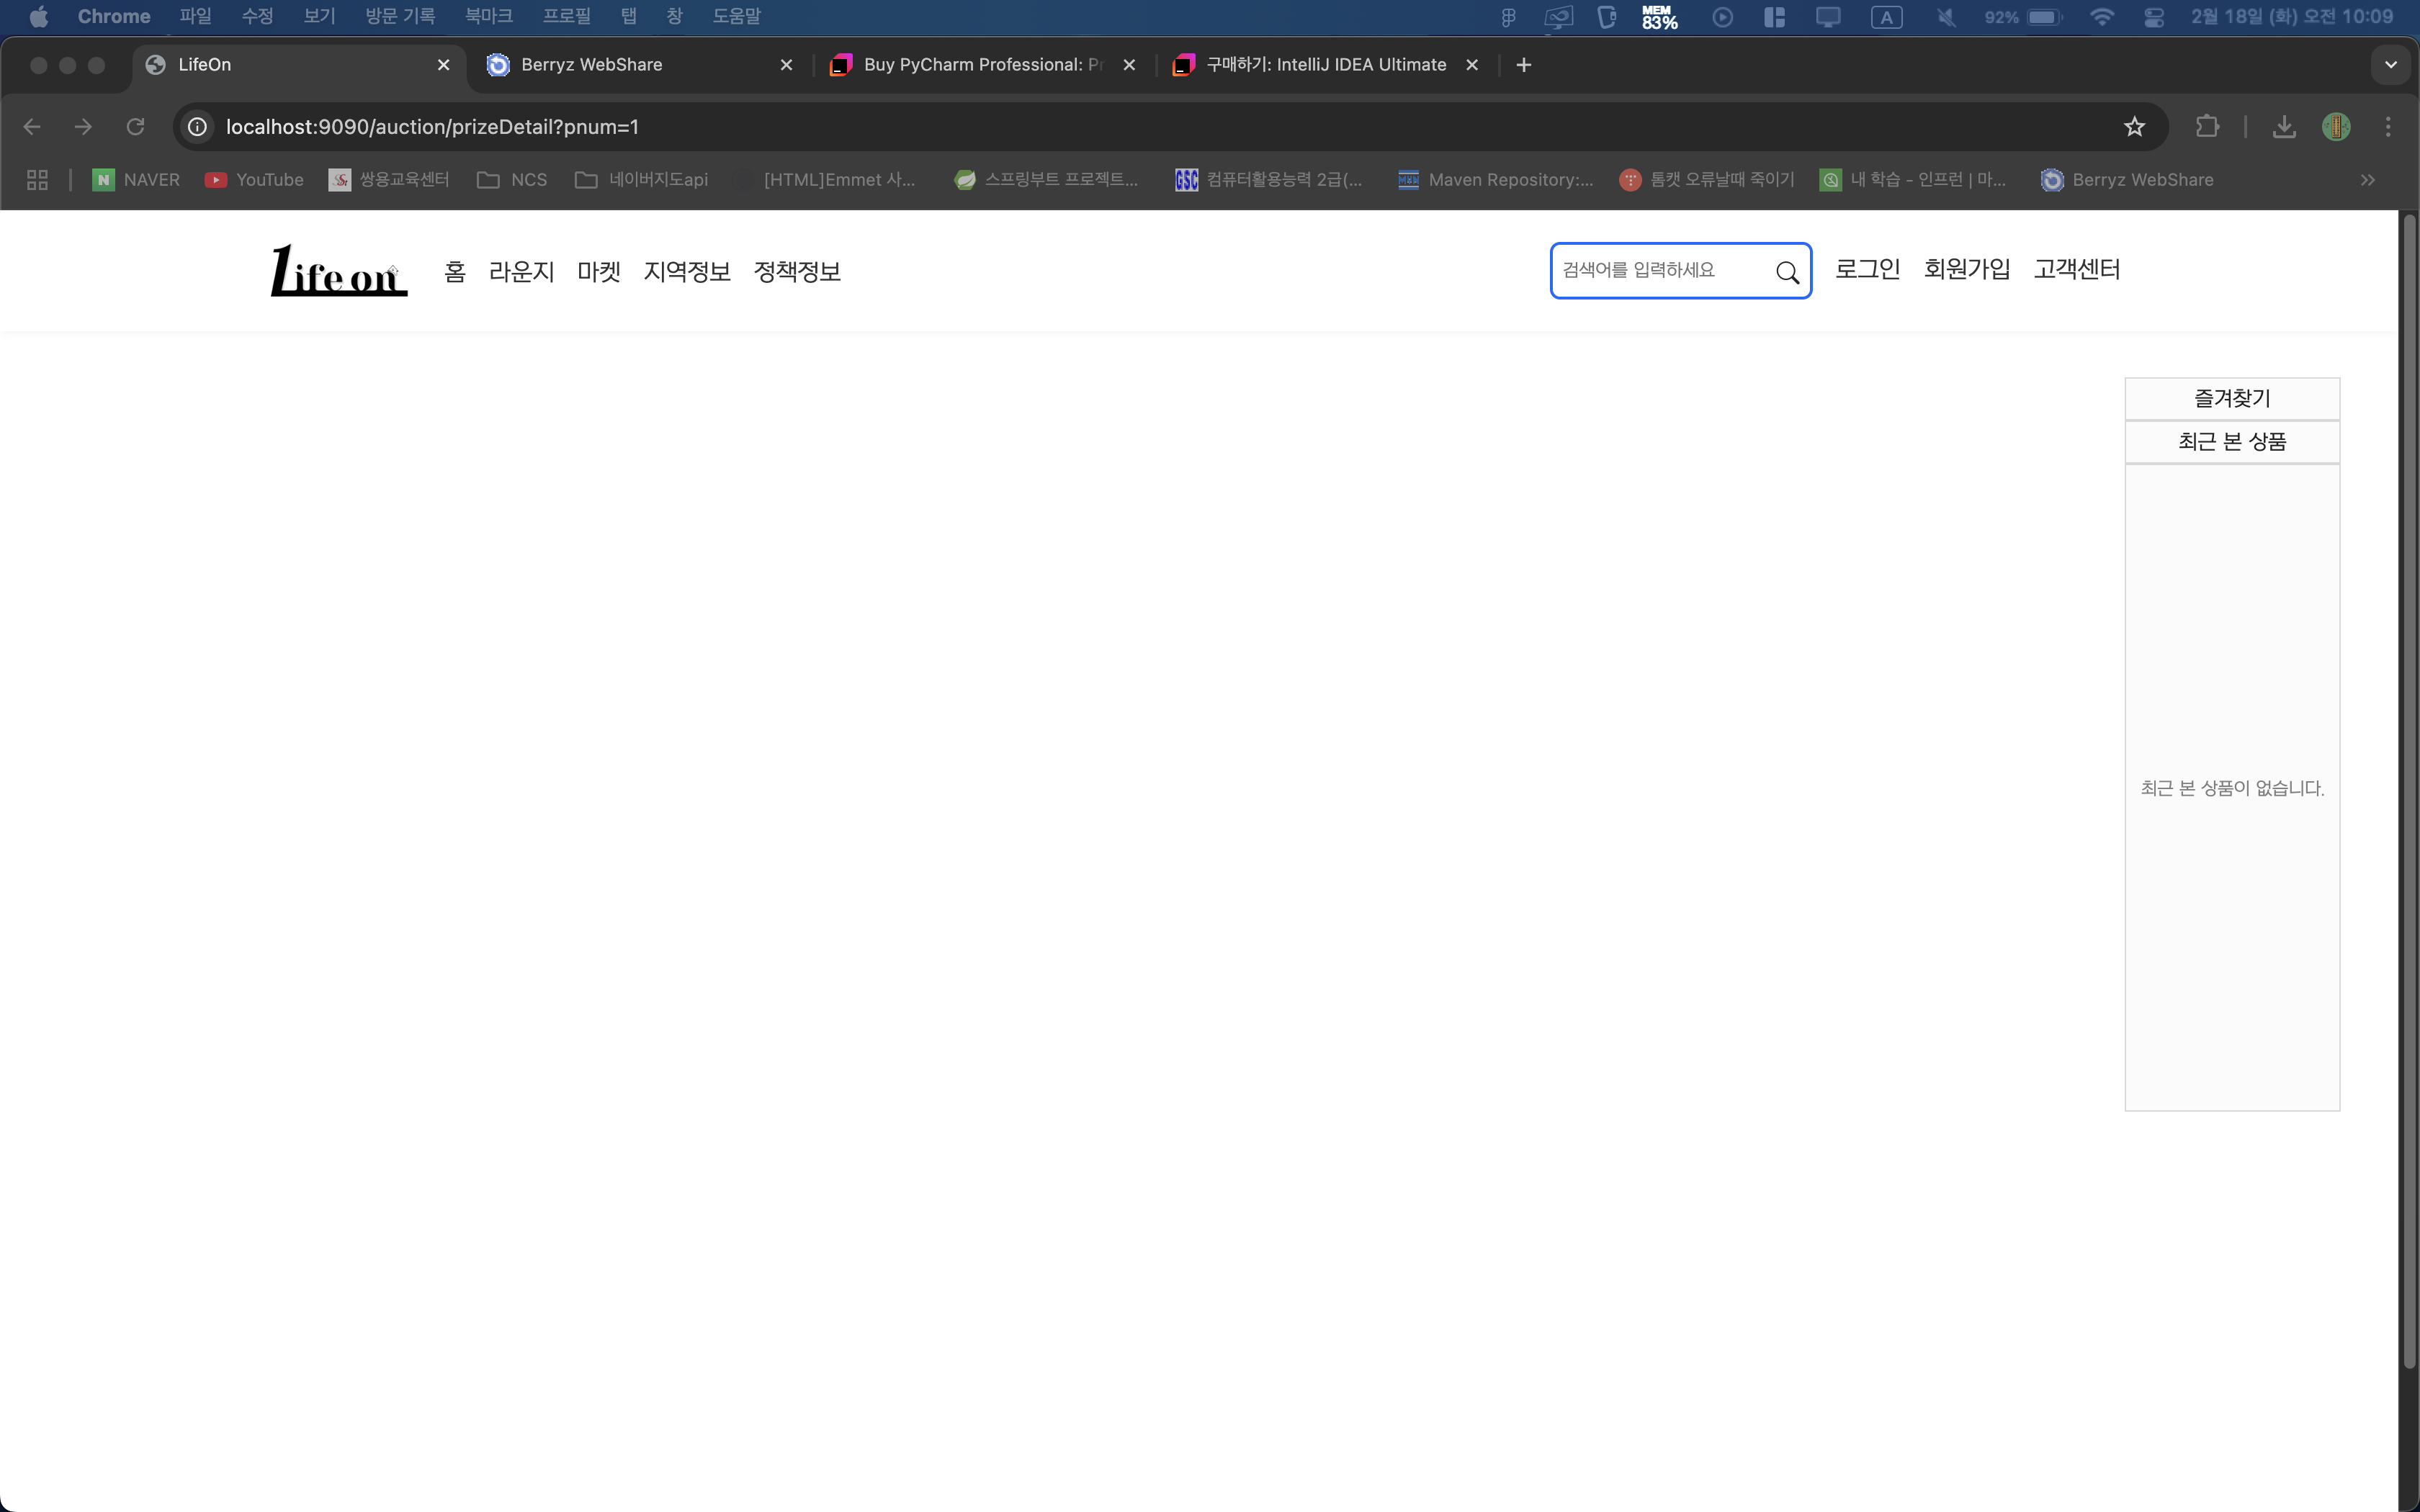 Chrome 파일 수정 보기 방문 기록 북마크 프로필 탭 창 도움말 MEM 83% A 92% 2월 18일 (화) 오전 10:09
LifeOn Berryz WebShare Buy PyCharm Professional: Pr 구매하기: IntelliJ IDEA Ultimate
localhost:9090/auction/prizeDetail?pnum=1
NAVER YouTube 쌍용교육센터 NCS 네이버지도api [HTML]Emmet 사... 스프링부트 프로젝트... 컴퓨터활용능력 2급(... Maven Repository:... 톰캣 오류날때 죽이기 내 학습 - 인프런 | 마... Berryz WebShare
Life on 홈 라운지 마켓 지역정보 정책정보 검색어를 입력하세요 로그인 회원가입 고객센터
즐겨찾기
최근 본 상품
최근 본 상품이 없습니다.